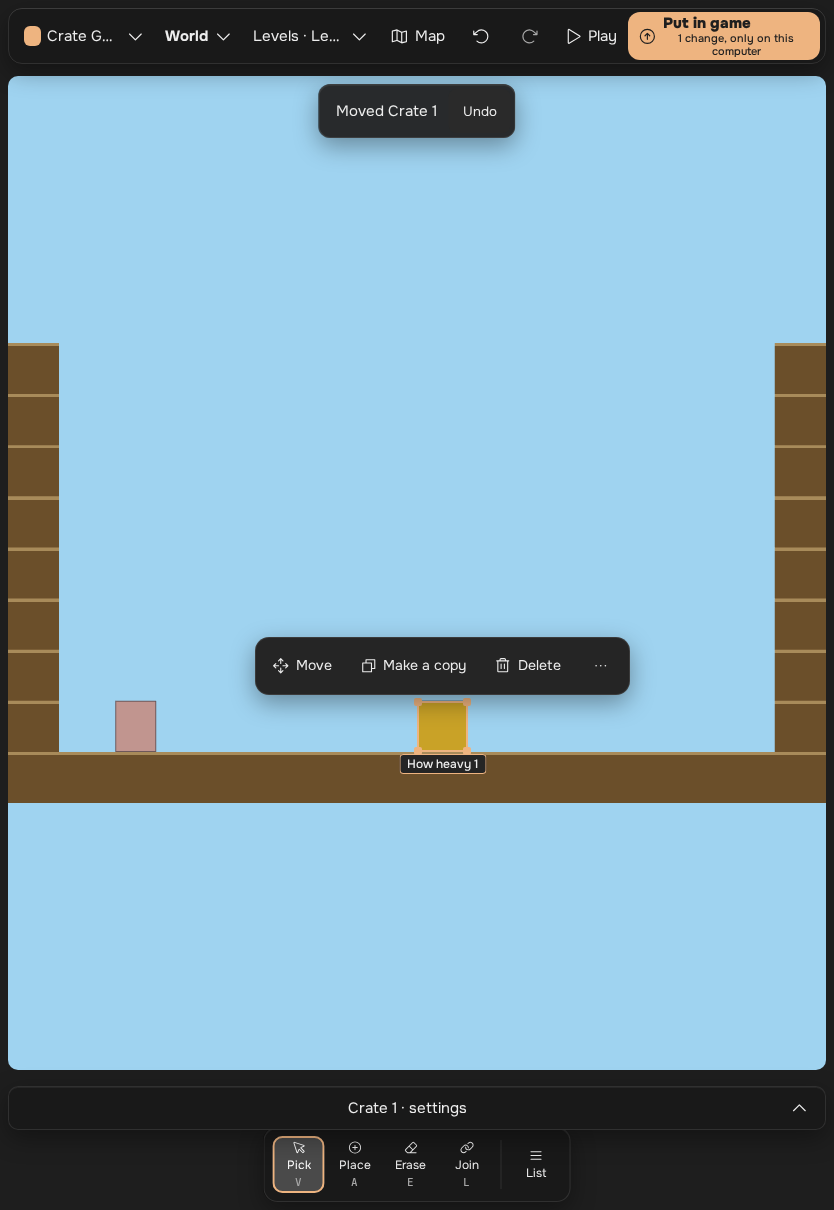 Crate G...
World
Levels · Le...
Map
Play
Put in game
1 change, only on this
computer
Moved Crate 1
Undo
Move
Make a copy
Delete
...
How heavy 1
Crate 1 · settings
Pick
Place
Erase
Join
List
V
A
E
L